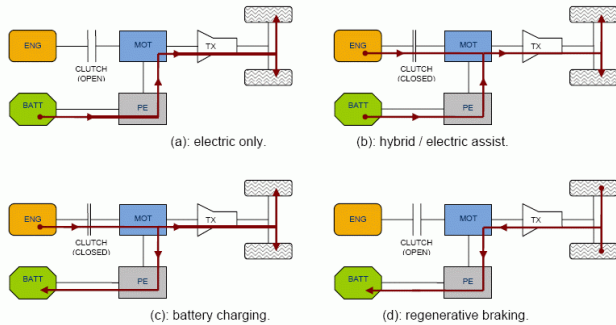 ENG
MOT
TX
CLUTCH
(OPEN)
BATT
PE
(a): electric only.
ENG
MOT
TX
CLUTCH
(CLOSED)
BATT
PE
(b): hybrid / electric assist.
ENG
MOT
TX
CLUTCH
(CLOSED)
BATT
PE
(c): battery charging.
ENG
MOT
TX
CLUTCH
(OPEN)
BATT
PE
(d): regenerative braking.